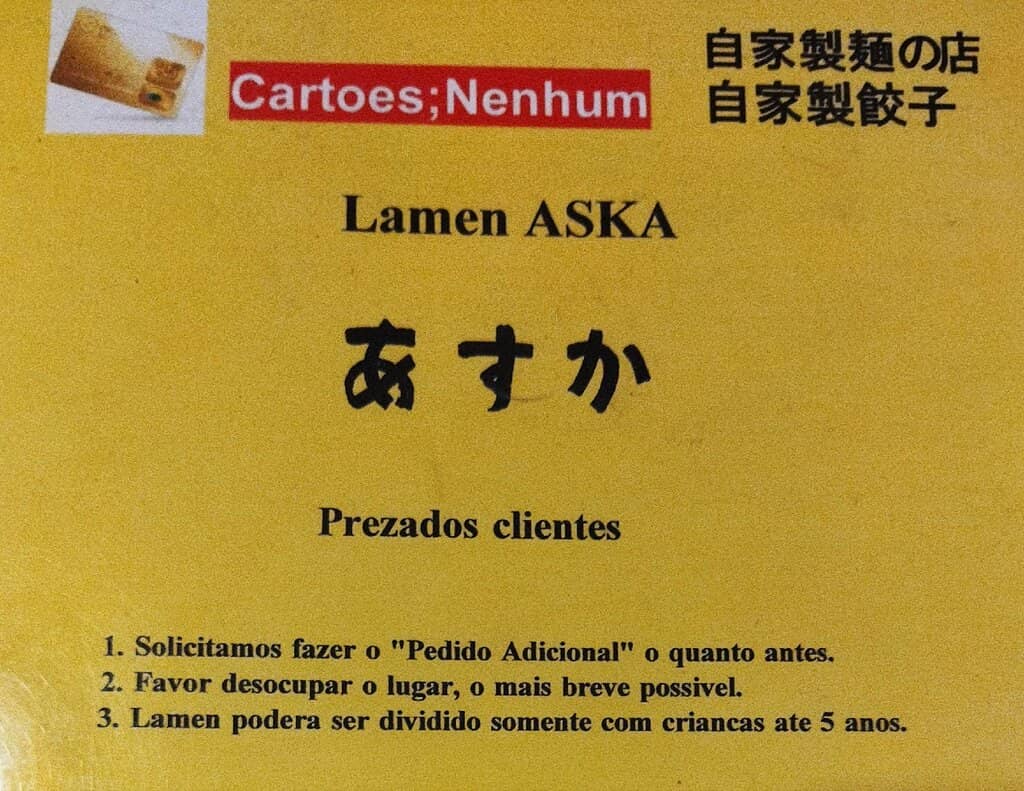 Cartoes;Nenhum
自家製麺の店
自家製餃子
Lamen ASKA
あすか
Prezados clientes
1. Solicitamos fazer o "Pedido Adicional" o quanto antes.
2. Favor desocupar o lugar, o mais breve possivel.
3. Lamen podera ser dividido somente com criancas ate 5 anos.